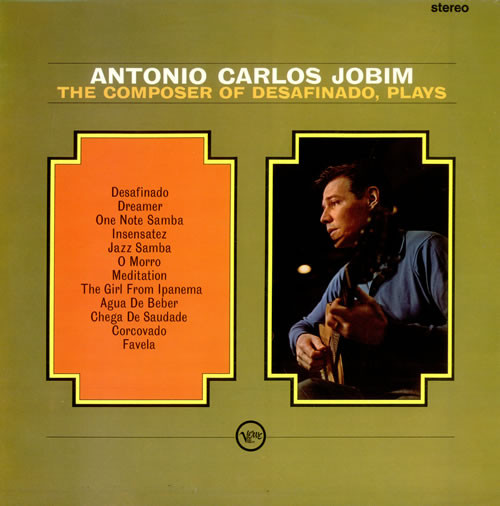 stereo
ANTONIO CARLOS JOBIM
THE COMPOSER OF DESAFINADO, PLAYS
Desafinado
Dreamer
One Note Samba
Insensatez
Jazz Samba
O Morro
Meditation
The Girl From Ipanema
Agua De Beber
Chega De Saudade
Corcovado
Favela
Verve